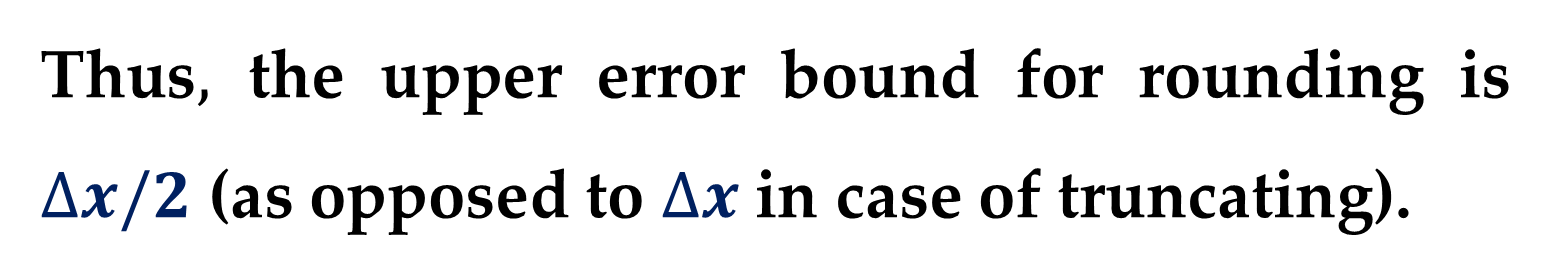 Thus, the upper error bound for rounding is
Δx/2 (as opposed to Δx in case of truncating).